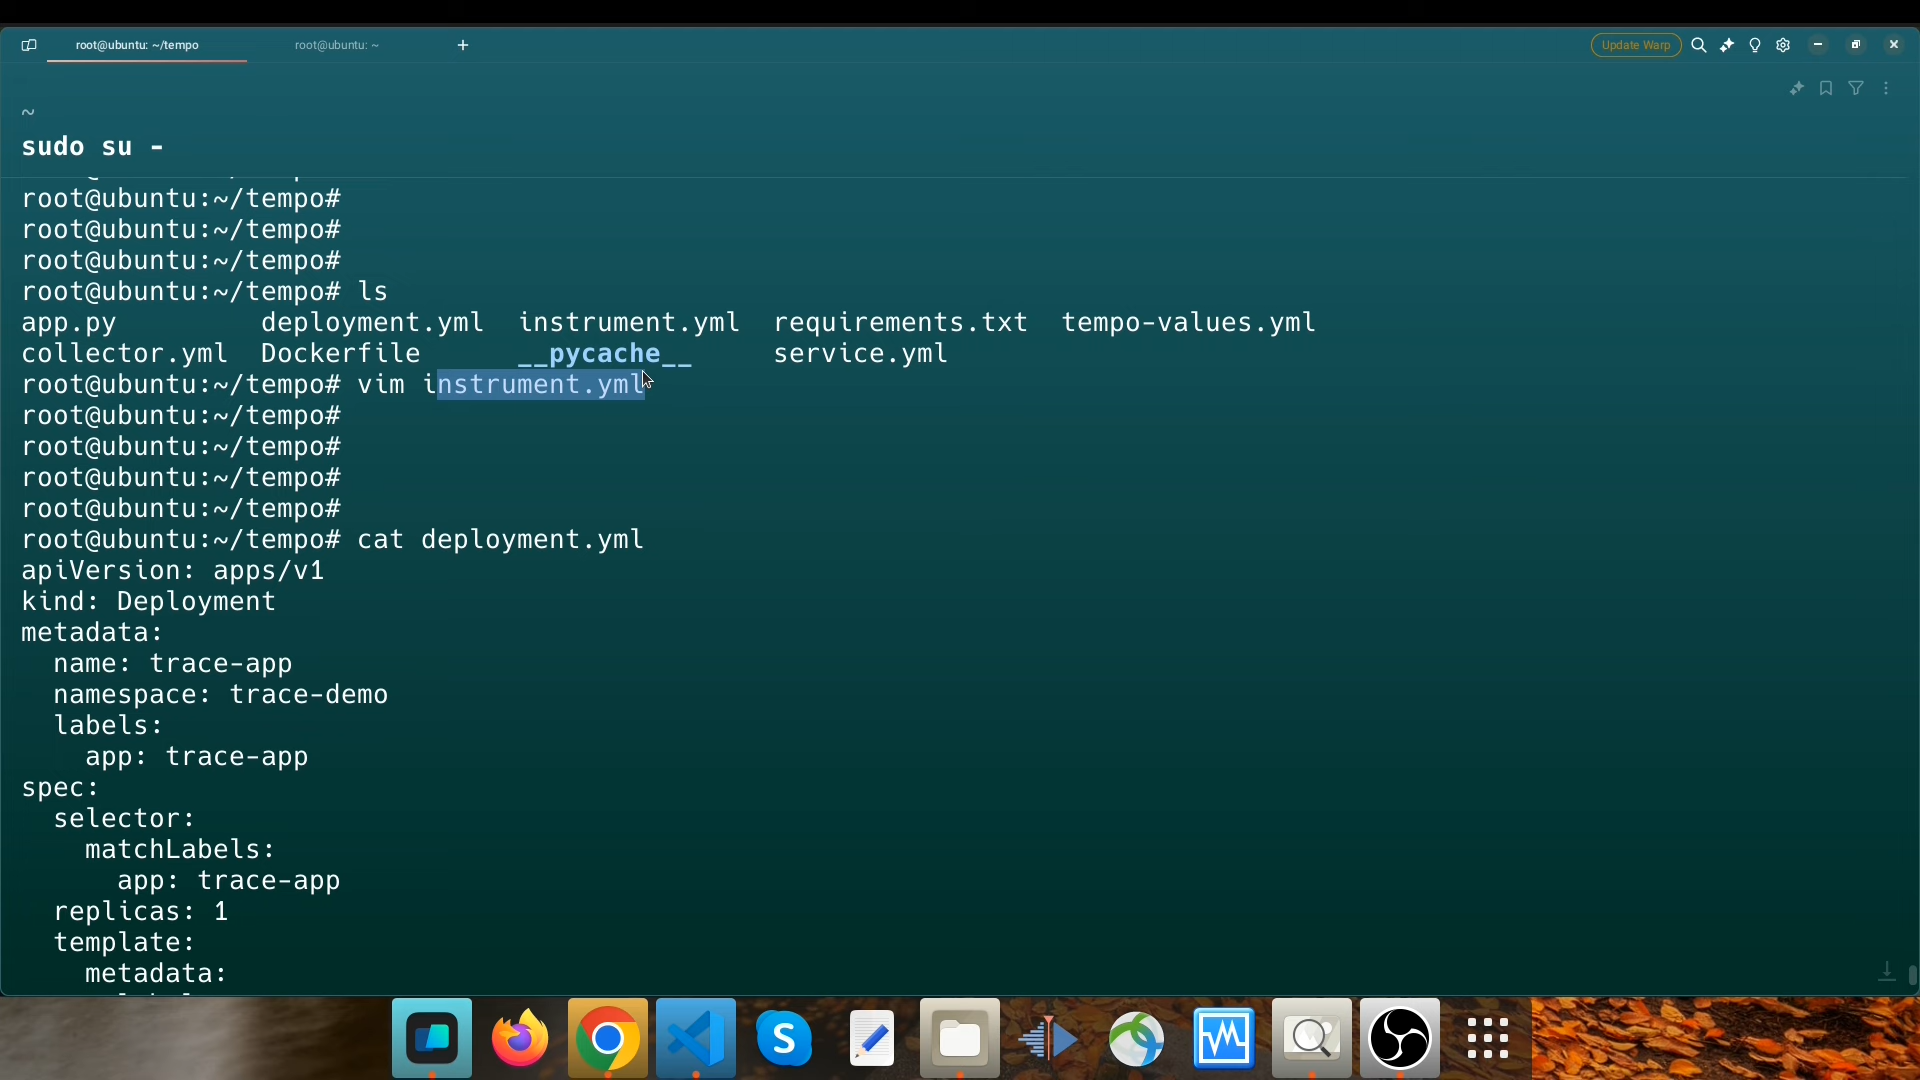 root@ubuntu: ~/tempo
root@ubuntu: ~
+
Update Warp
~
sudo su -
root@ubuntu:~/tempo#
root@ubuntu:~/tempo#
root@ubuntu:~/tempo#
root@ubuntu:~/tempo# ls
app.py deployment.yml instrument.yml requirements.txt tempo-values.yml
collector.yml Dockerfile __pycache__ service.yml
root@ubuntu:~/tempo# vim instrument.yml
root@ubuntu:~/tempo#
root@ubuntu:~/tempo#
root@ubuntu:~/tempo#
root@ubuntu:~/tempo#
root@ubuntu:~/tempo# cat deployment.yml
apiVersion: apps/v1
kind: Deployment
metadata:
  name: trace-app
  namespace: trace-demo
  labels:
    app: trace-app
spec:
  selector:
    matchLabels:
      app: trace-app
  replicas: 1
  template:
    metadata: